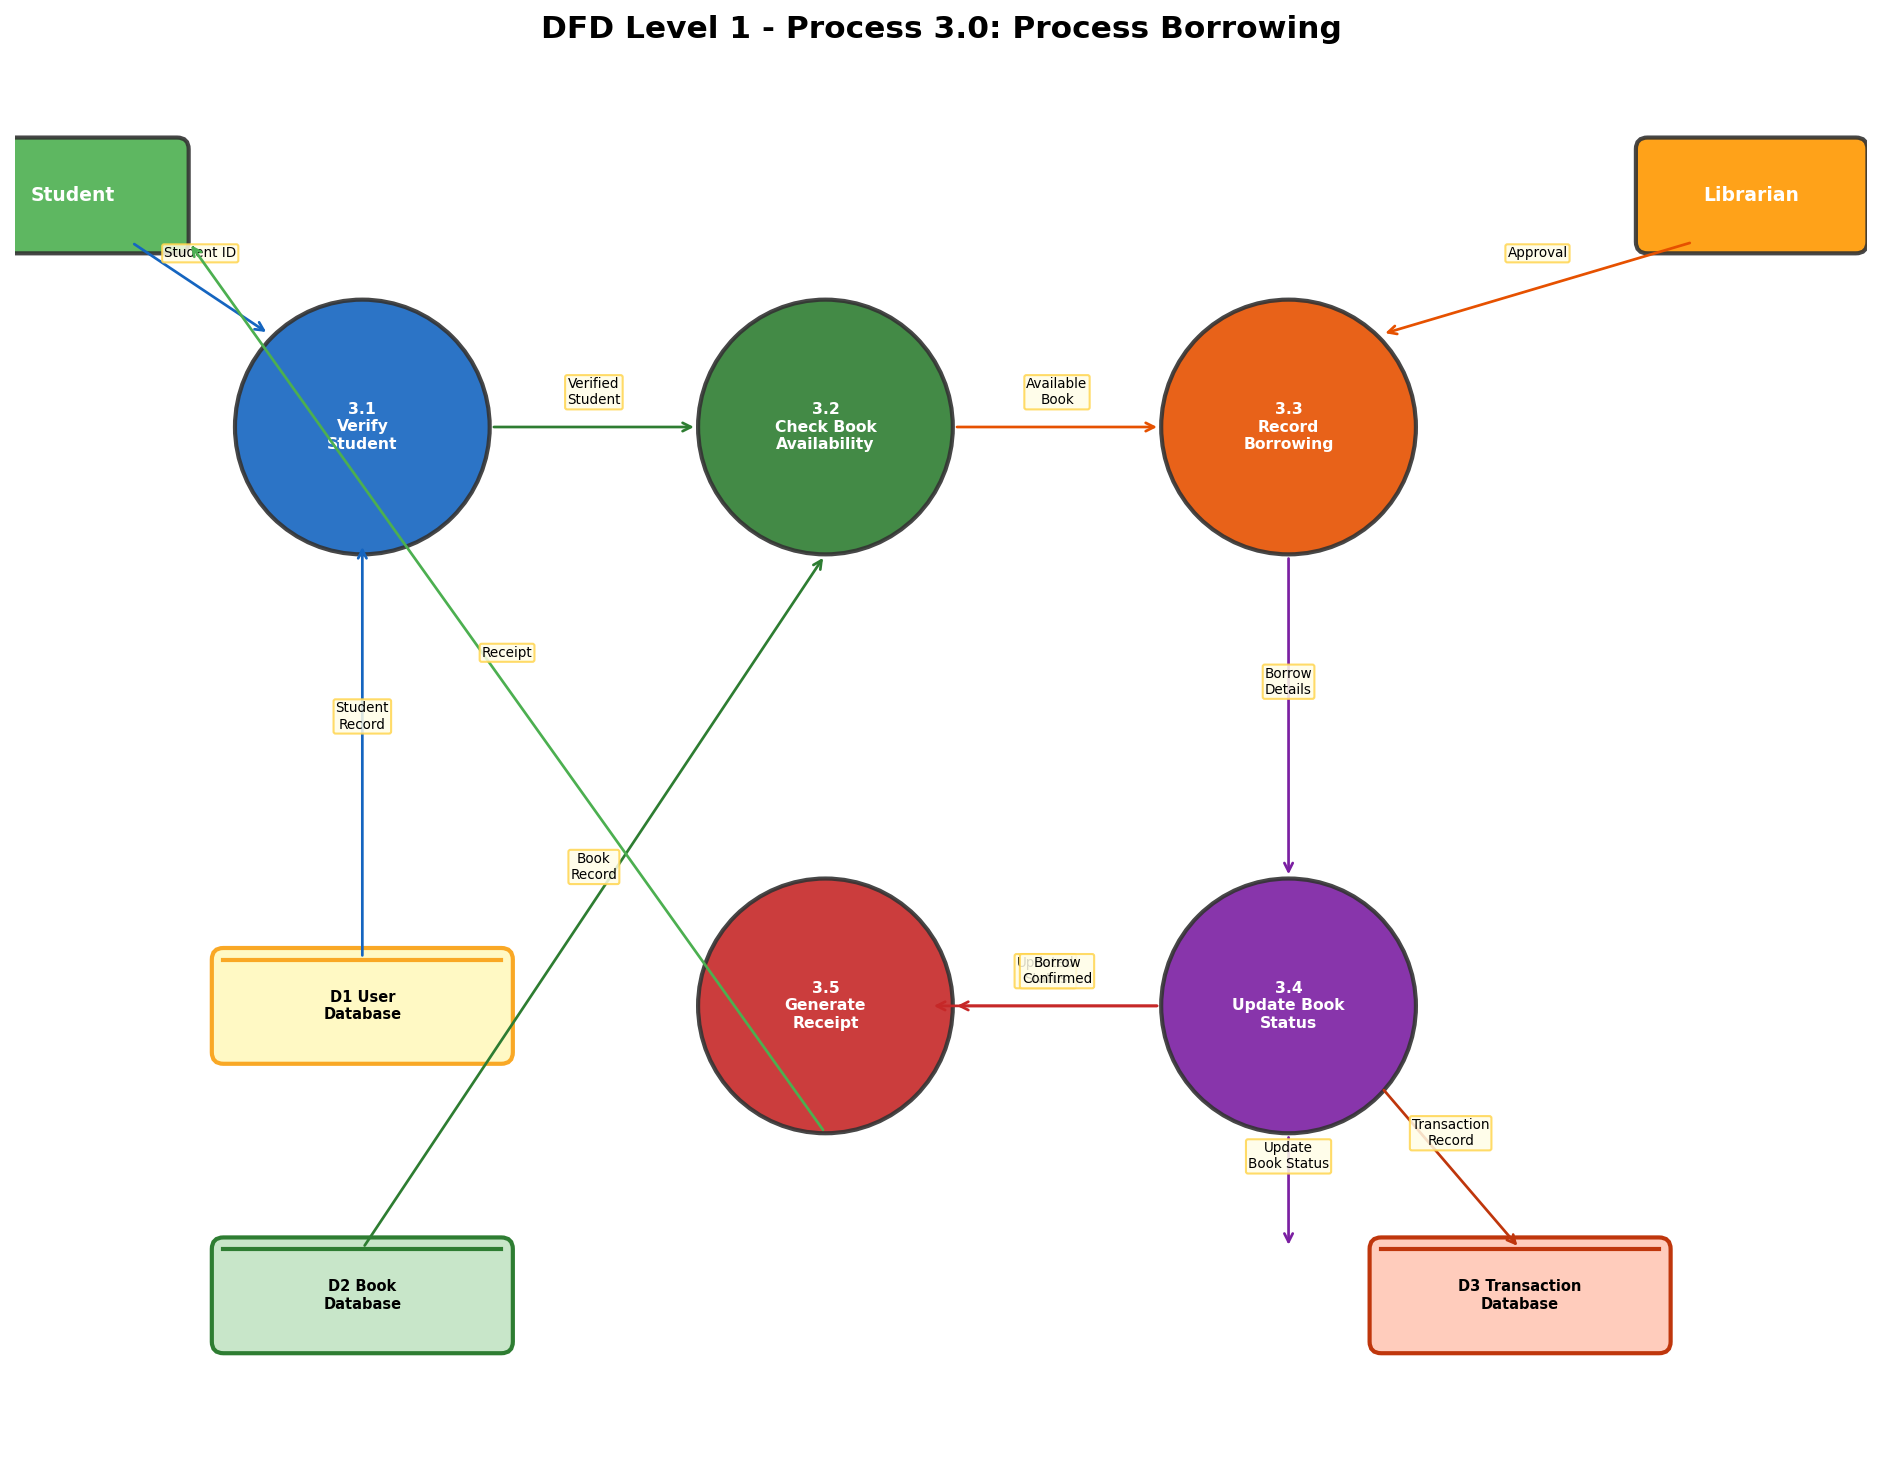 DFD Level 1 - Process 3.0: Process Borrowing
Student
Librarian
Student ID
Approval
3.1
Verify
Student
Verified
Student
3.2
Check Book
Availability
Available
Book
3.3
Record
Borrowing
Receipt
Borrow
Details
Student
Record
Book
Record
D1 User
Database
3.5
Generate
Receipt
Borrow
Confirmed
3.4
Update Book
Status
Update
Book Status
Transaction
Record
D2 Book
Database
D3 Transaction
Database